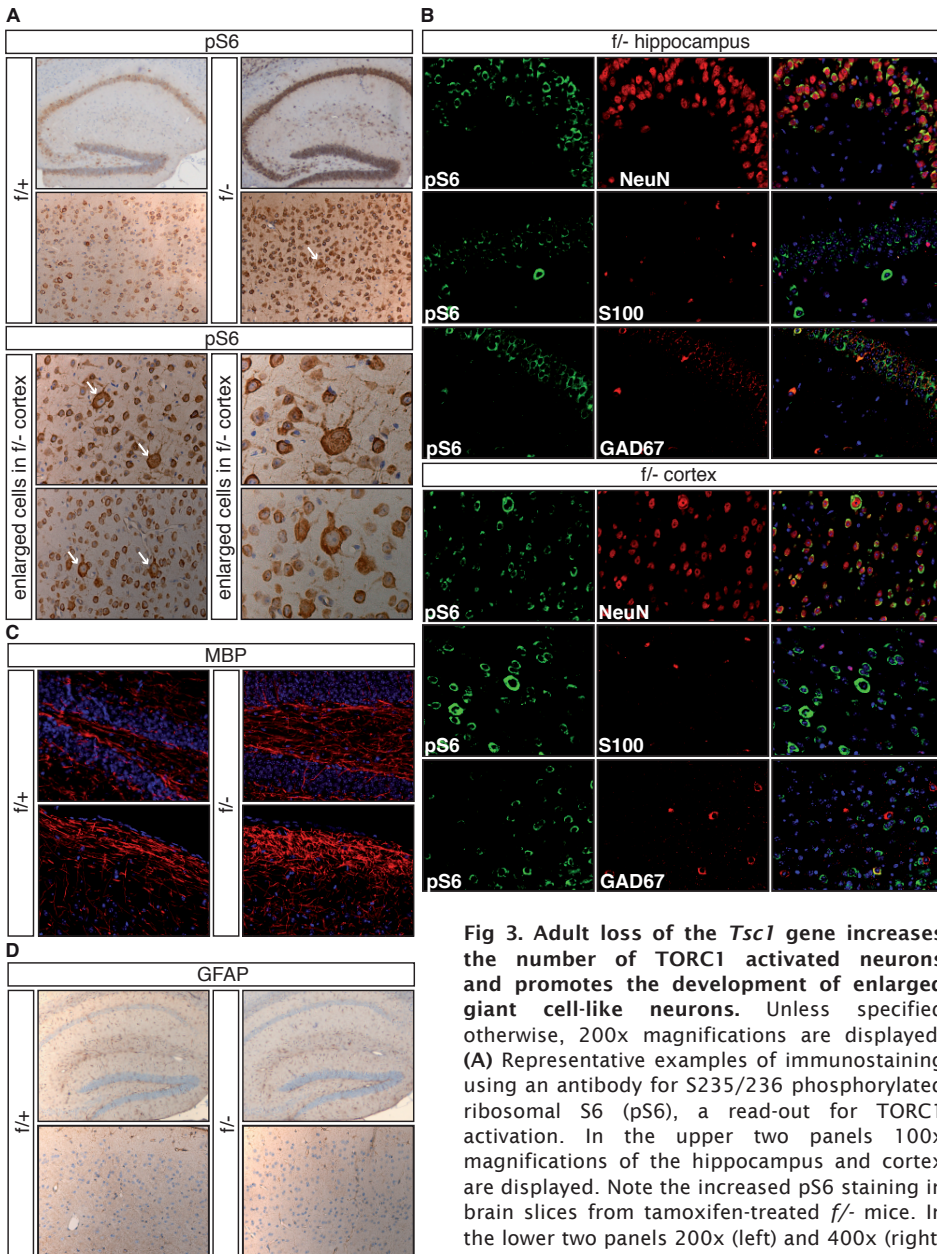 A
pS6
f/+
f/-
pS6
enlarged cells in f/- cortex
enlarged cells in f/- cortex
C
MBP
f/+
f/-
D
GFAP
f/+
f/-
B
f/- hippocampus
pS6
NeuN
pS6
S100
pS6
GAD67
f/- cortex
pS6
NeuN
pS6
S100
pS6
GAD67
Fig 3. Adult loss of the Tsc1 gene increases
the number of TORC1 activated neurons
and promotes the development of enlarged
giant cell-like neurons. Unless specified
otherwise, 200x magnifications are displayed
(A) Representative examples of immunostaining
using an antibody for S235/236 phosphorylated
ribosomal S6 (pS6), a read-out for TORC1
activation. In the upper two panels 100x
magnifications of the hippocampus and cortex
are displayed. Note the increased pS6 staining in
brain slices from tamoxifen-treated f/- mice. In
the lower two panels 200x (left) and 400x (right